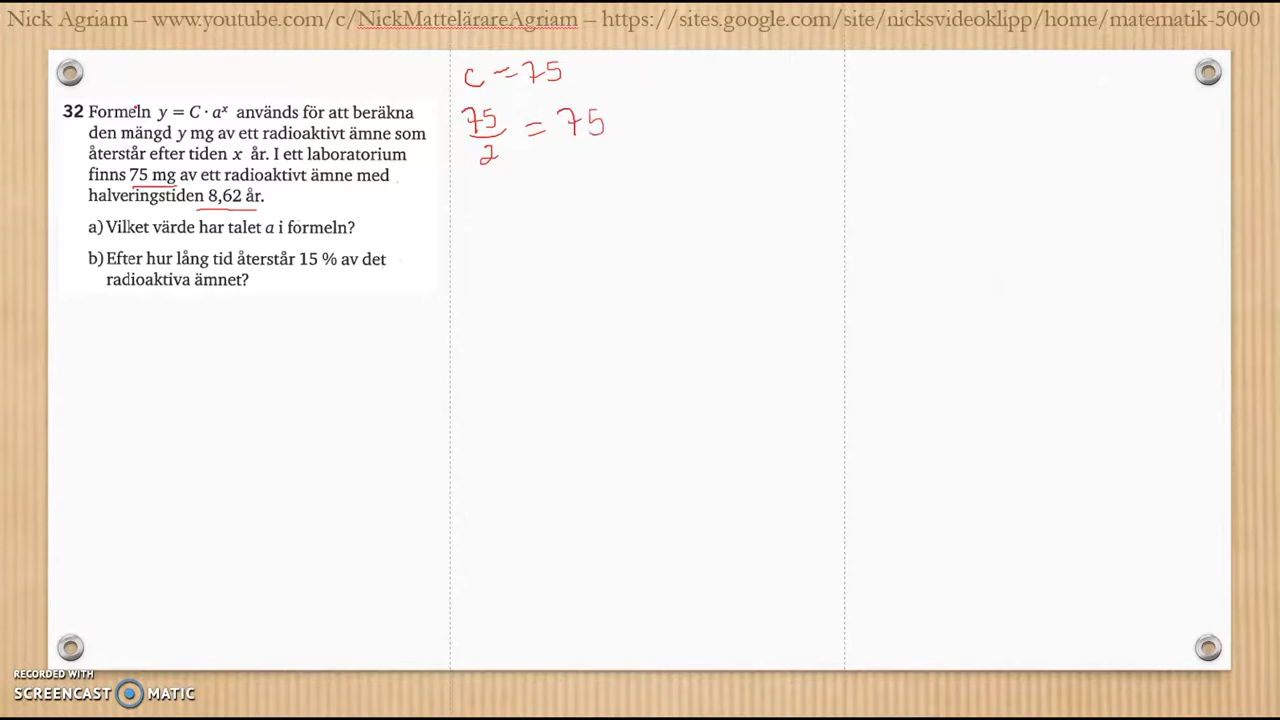 Nick Agriam – www.youtube.com/c/NickMattelärareAgriam – https://sites.google.com/site/nicksvideoklipp/home/matematik-5000
32 Formeln y = C · aˣ används för att beräkna
den mängd y mg av ett radioaktivt ämne som
återstår efter tiden x år. I ett laboratorium
finns 75 mg av ett radioaktivt ämne med
halveringstiden 8,62 år.
a) Vilket värde har talet a i formeln?
b) Efter hur lång tid återstår 15 % av det
radioaktiva ämnet?
C = 75
75/2 = 75
RECORDED WITH
SCREENCAST MATIC